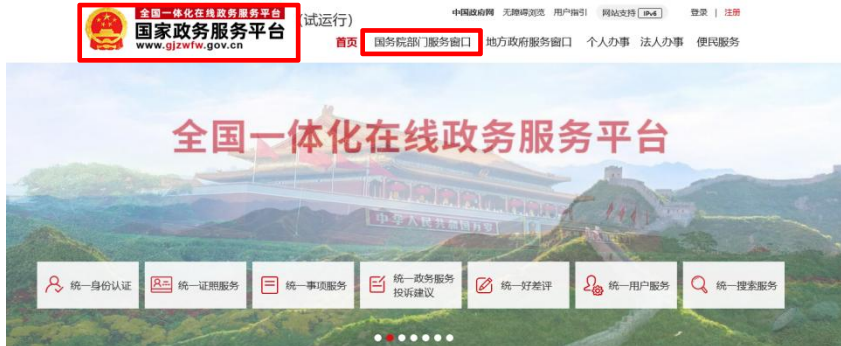 全国一体化在线政务服务平台
国家政务服务平台
www.gjzwfw.gov.cn
(试运行)
中国政府网 无障碍浏览 用户指引 网站支持 IPv6 登录 | 注册
首页 国务院部门服务窗口 地方政府服务窗口 个人办事 法人办事 便民服务
全国一体化在线政务服务平台
统一身份认证
统一证照服务
统一事项服务
统一政务服务
投诉建议
统一好差评
统一用户服务
统一搜索服务